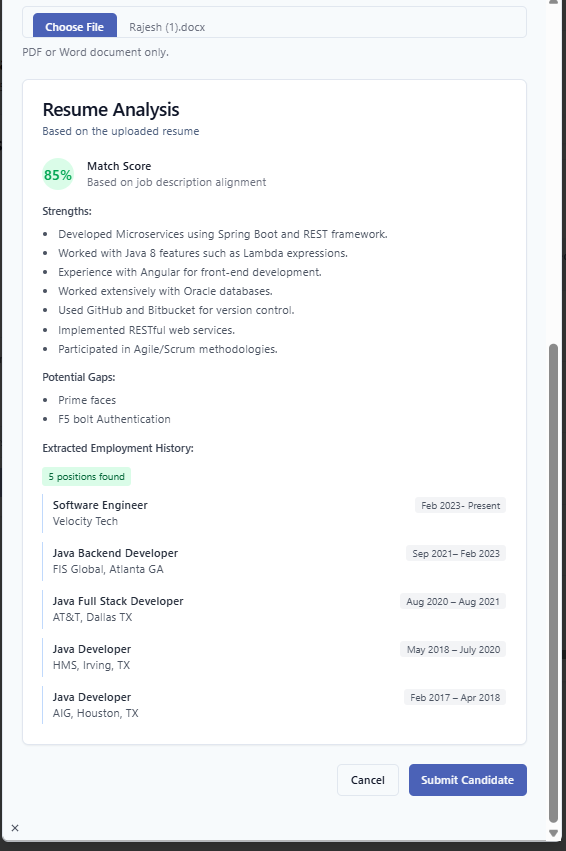 Choose File Rajesh (1).docx
PDF or Word document only.
Resume Analysis
Based on the uploaded resume
85%
Match Score
Based on job description alignment
Strengths:
• Developed Microservices using Spring Boot and REST framework.
• Worked with Java 8 features such as Lambda expressions.
• Experience with Angular for front-end development.
• Worked extensively with Oracle databases.
• Used GitHub and Bitbucket for version control.
• Implemented RESTful web services.
• Participated in Agile/Scrum methodologies.
Potential Gaps:
• Prime faces
• F5 bolt Authentication
Extracted Employment History:
5 positions found
Software Engineer Feb 2023- Present
Velocity Tech
Java Backend Developer Sep 2021– Feb 2023
FIS Global, Atlanta GA
Java Full Stack Developer Aug 2020 – Aug 2021
AT&T, Dallas TX
Java Developer May 2018 – July 2020
HMS, Irving, TX
Java Developer Feb 2017 – Apr 2018
AIG, Houston, TX
Cancel Submit Candidate